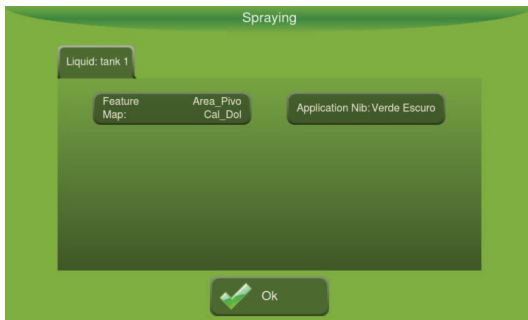 Spraying
Liquid: tank 1
Feature Area_Pivo
Map: Cal_Dol
Application Nib: Verde Escuro
Ok